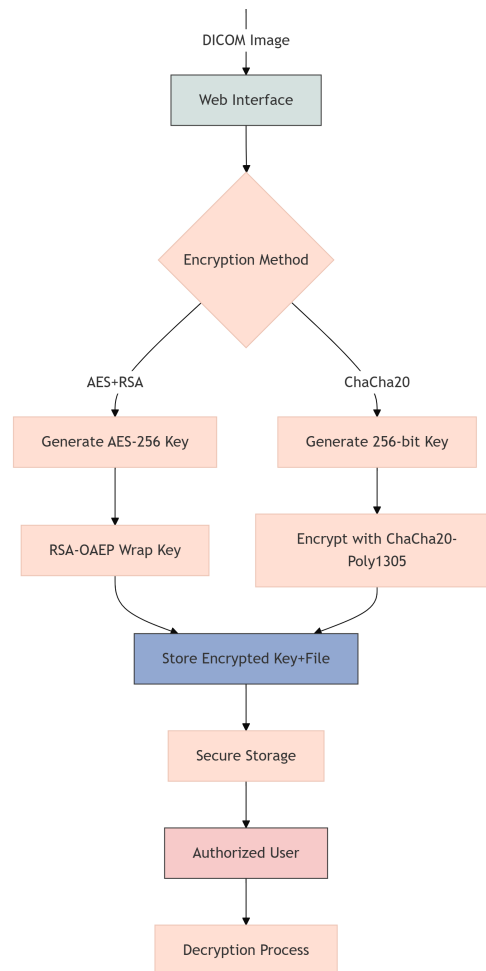 DICOM Image
Web Interface
Encryption Method
AES+RSA
ChaCha20
Generate AES-256 Key
Generate 256-bit Key
RSA-OAEP Wrap Key
Encrypt with ChaCha20-
Poly1305
Store Encrypted Key+File
Secure Storage
Authorized User
Decryption Process